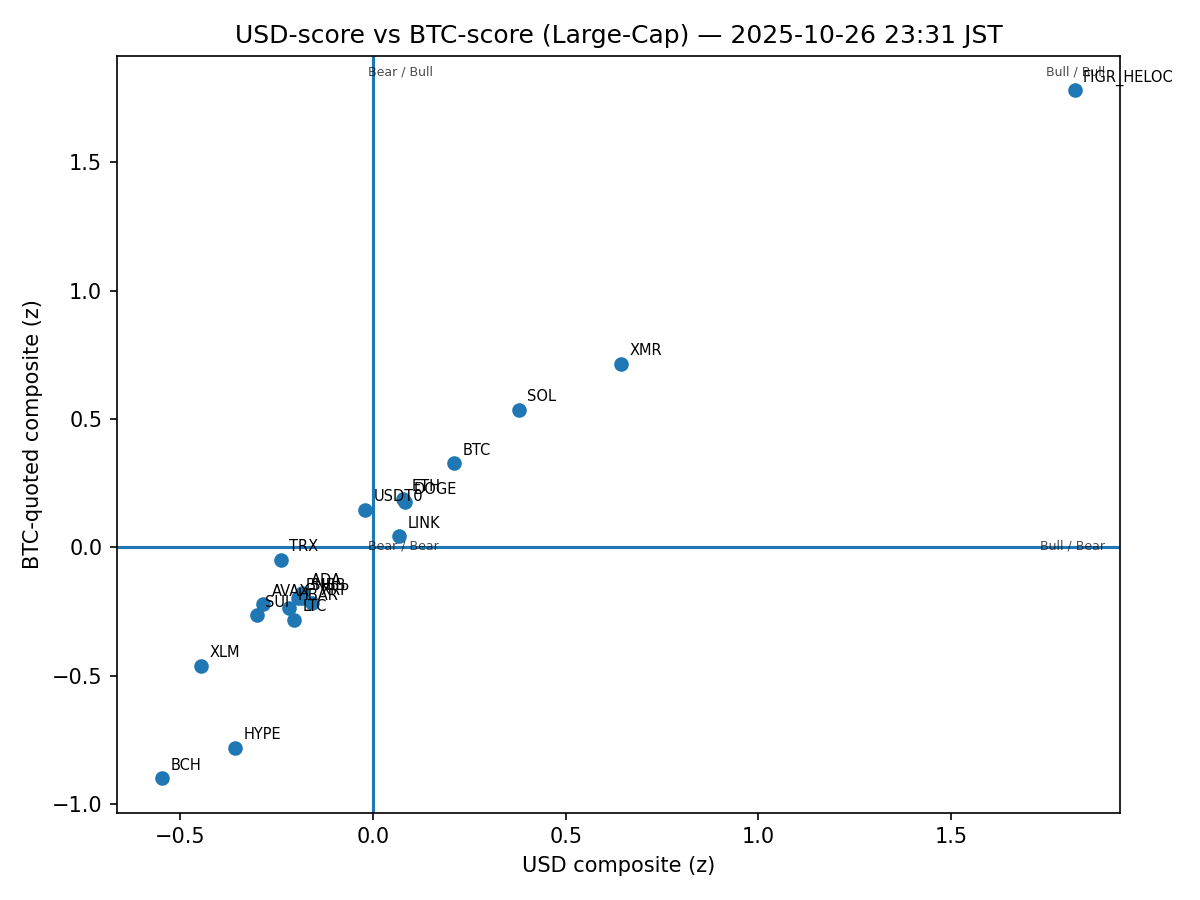 USD-score vs BTC-score (Large-Cap) — 2025-10-26 23:31 JST
Bear / Bull
Bull / Bull
FIGR_HELOC
1.5
1.0
XMR
SOL
0.5
BTC
ETH
DOGE
USDT0
LINK
0.0
TRX
Bear / Bear
Bull / Bear
ADA
AVAX
HBAR
SUI
LTC
−0.5
XLM
HYPE
BCH
−1.0
−0.5
0.0
0.5
1.0
1.5
USD composite (z)
BTC-quoted composite (z)